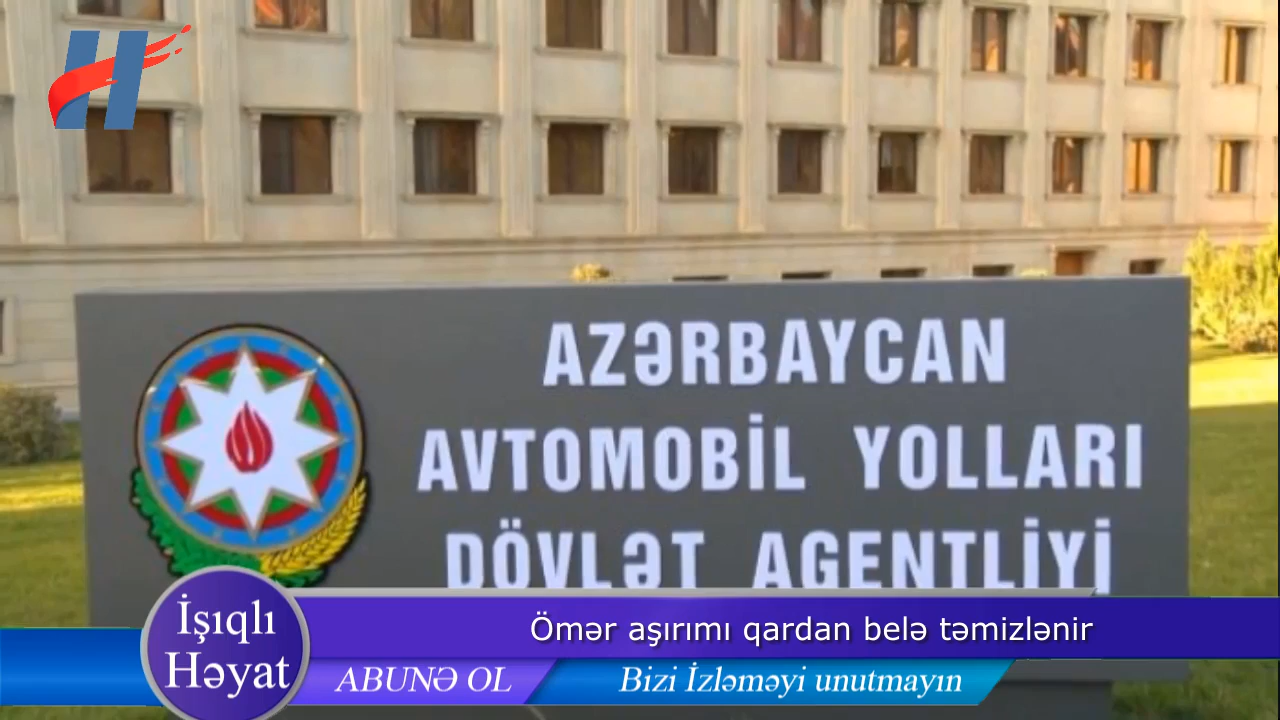 AZƏRBAYCAN
AVTOMOBİL YOLLARI
DÖVLƏT AGENTLİYİ
İşıqlı
Həyat
Ömər aşırımı qardan belə təmizlənir
ABUNƏ OL
Bizi İzləməyi unutmayın